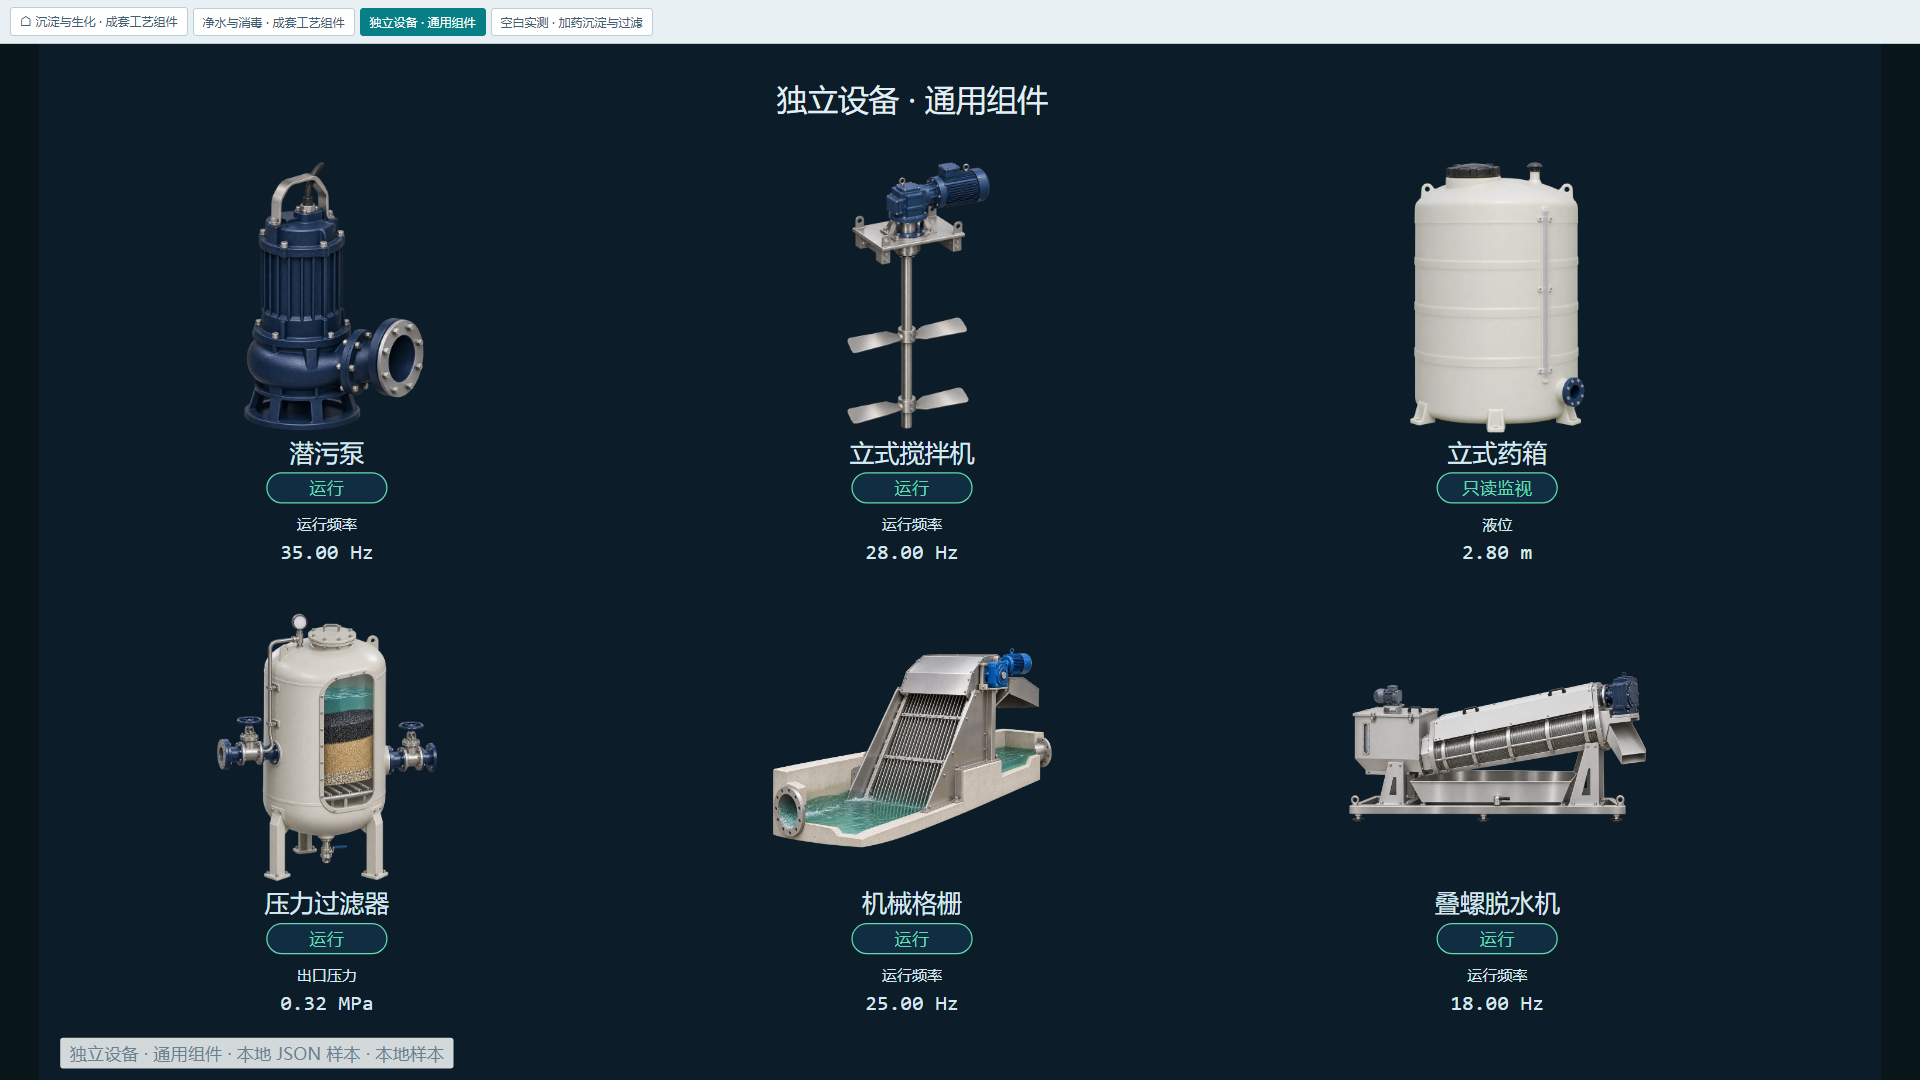 沉淀与生化 · 成套工艺组件
净水与消毒 · 成套工艺组件
独立设备 · 通用组件
空白实测 · 加药沉淀与过滤
独立设备 · 通用组件
潜污泵
运行
运行频率
35.00 Hz
立式搅拌机
运行
运行频率
28.00 Hz
立式药箱
只读监视
液位
2.80 m
压力过滤器
运行
出口压力
0.32 MPa
机械格栅
运行
运行频率
25.00 Hz
叠螺脱水机
运行
运行频率
18.00 Hz
独立设备 · 通用组件 · 本地 JSON 样本 · 本地样本